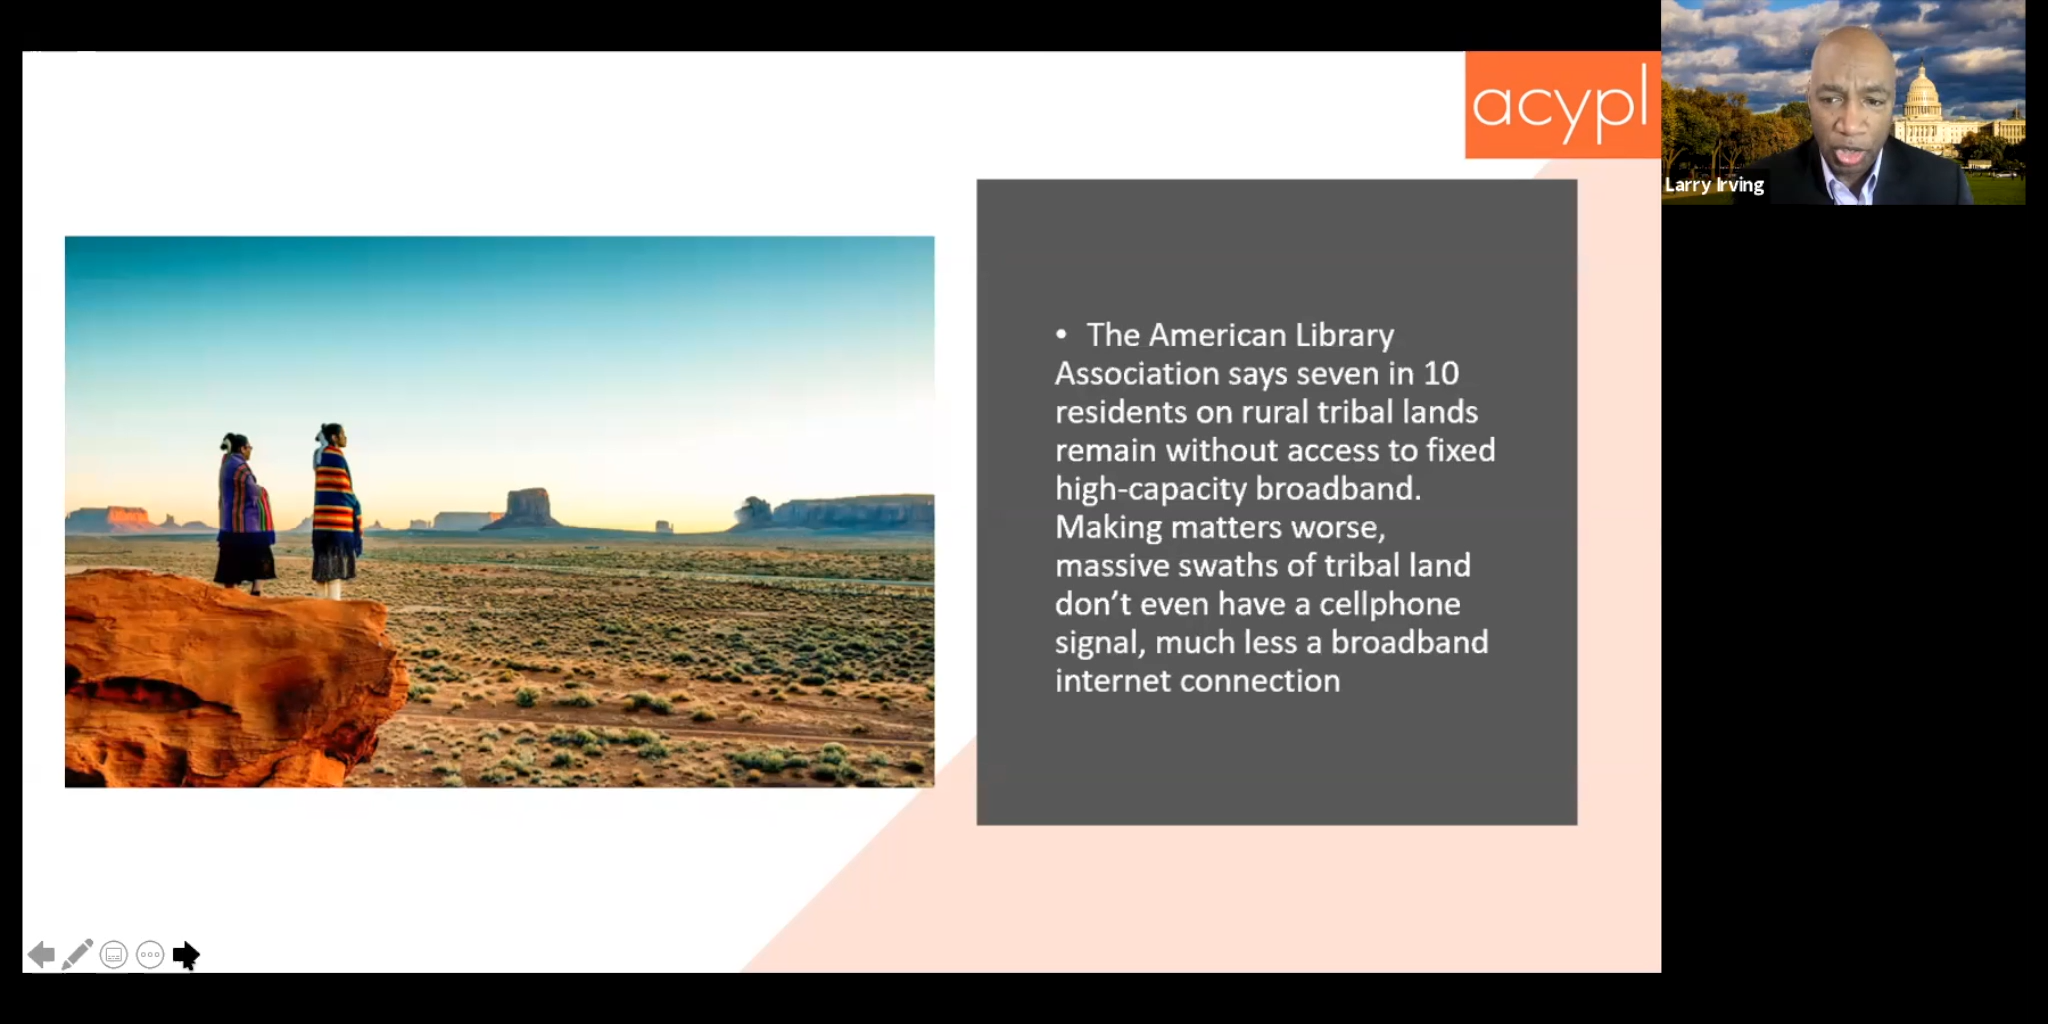 acypl
Larry Irving
• The American Library
Association says seven in 10
residents on rural tribal lands
remain without access to fixed
high-capacity broadband.
Making matters worse,
massive swaths of tribal land
don’t even have a cellphone
signal, much less a broadband
internet connection